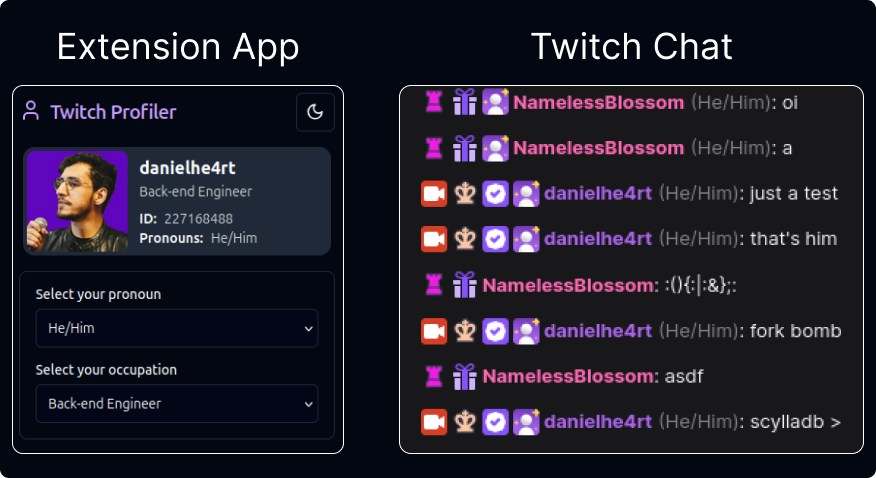 Extension App
Twitch Profiler
danielhe4rt
Back-end Engineer
ID: 227168488
Pronouns: He/Him
Select your pronoun
He/Him
Select your occupation
Back-end Engineer
Twitch Chat
NamelessBlossom (He/Him): oi
NamelessBlossom (He/Him): a
danielhe4rt (He/Him): just a test
danielhe4rt (He/Him): that's him
NamelessBlossom: :(){:|:&};:
danielhe4rt (He/Him): fork bomb
NamelessBlossom: asdf
danielhe4rt (He/Him): scylladb >